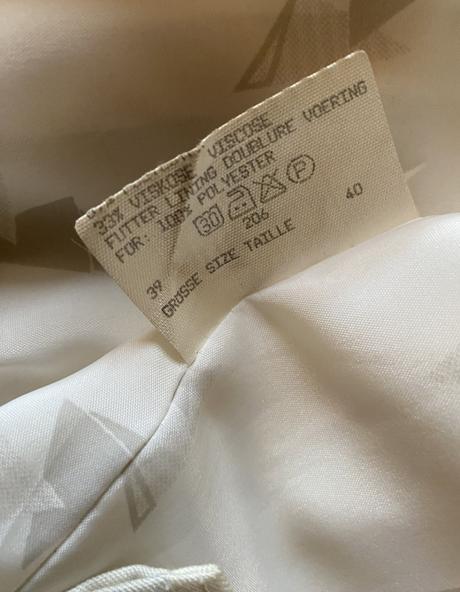 33% VISKOSE VISCOSE
FUTTER LINING DOUBLURE VOERING
FOR: 100% POLYESTER
30 P
206
39 40
GRÖSSE SIZE TAILLE